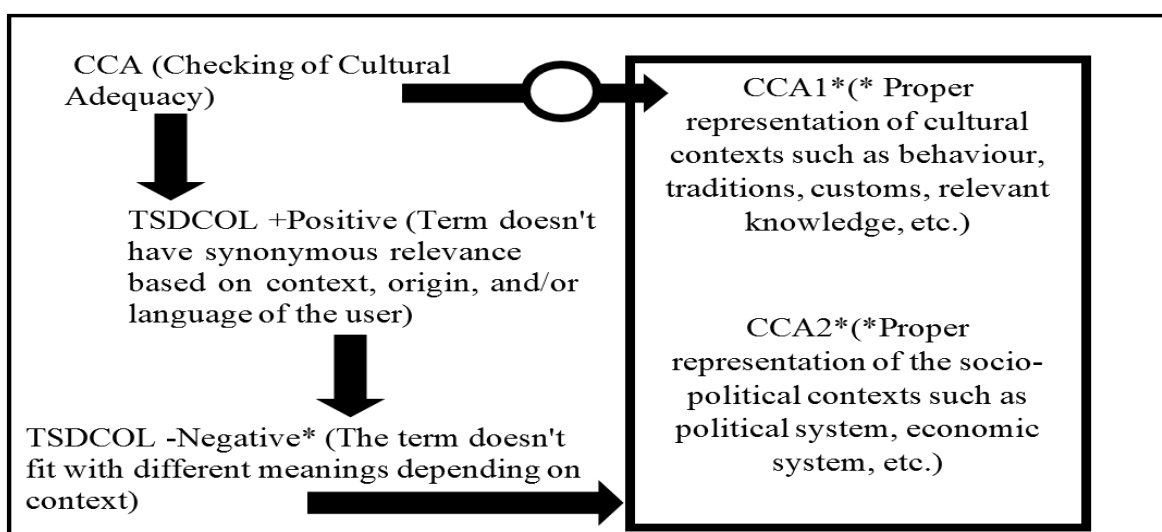 CCA (Checking of Cultural
Adequacy)
TSDCOL +Positive (Term doesn't
have synonymous relevance
based on context, origin, and/or
language of the user)
TSDCOL -Negative* (The term doesn't
fit with different meanings depending on
context)
CCA1*(* Proper
representation of cultural
contexts such as behaviour,
traditions, customs, relevant
knowledge, etc.)
CCA2*(*Proper
representation of the socio-
political contexts such as
political system, economic
system, etc.)